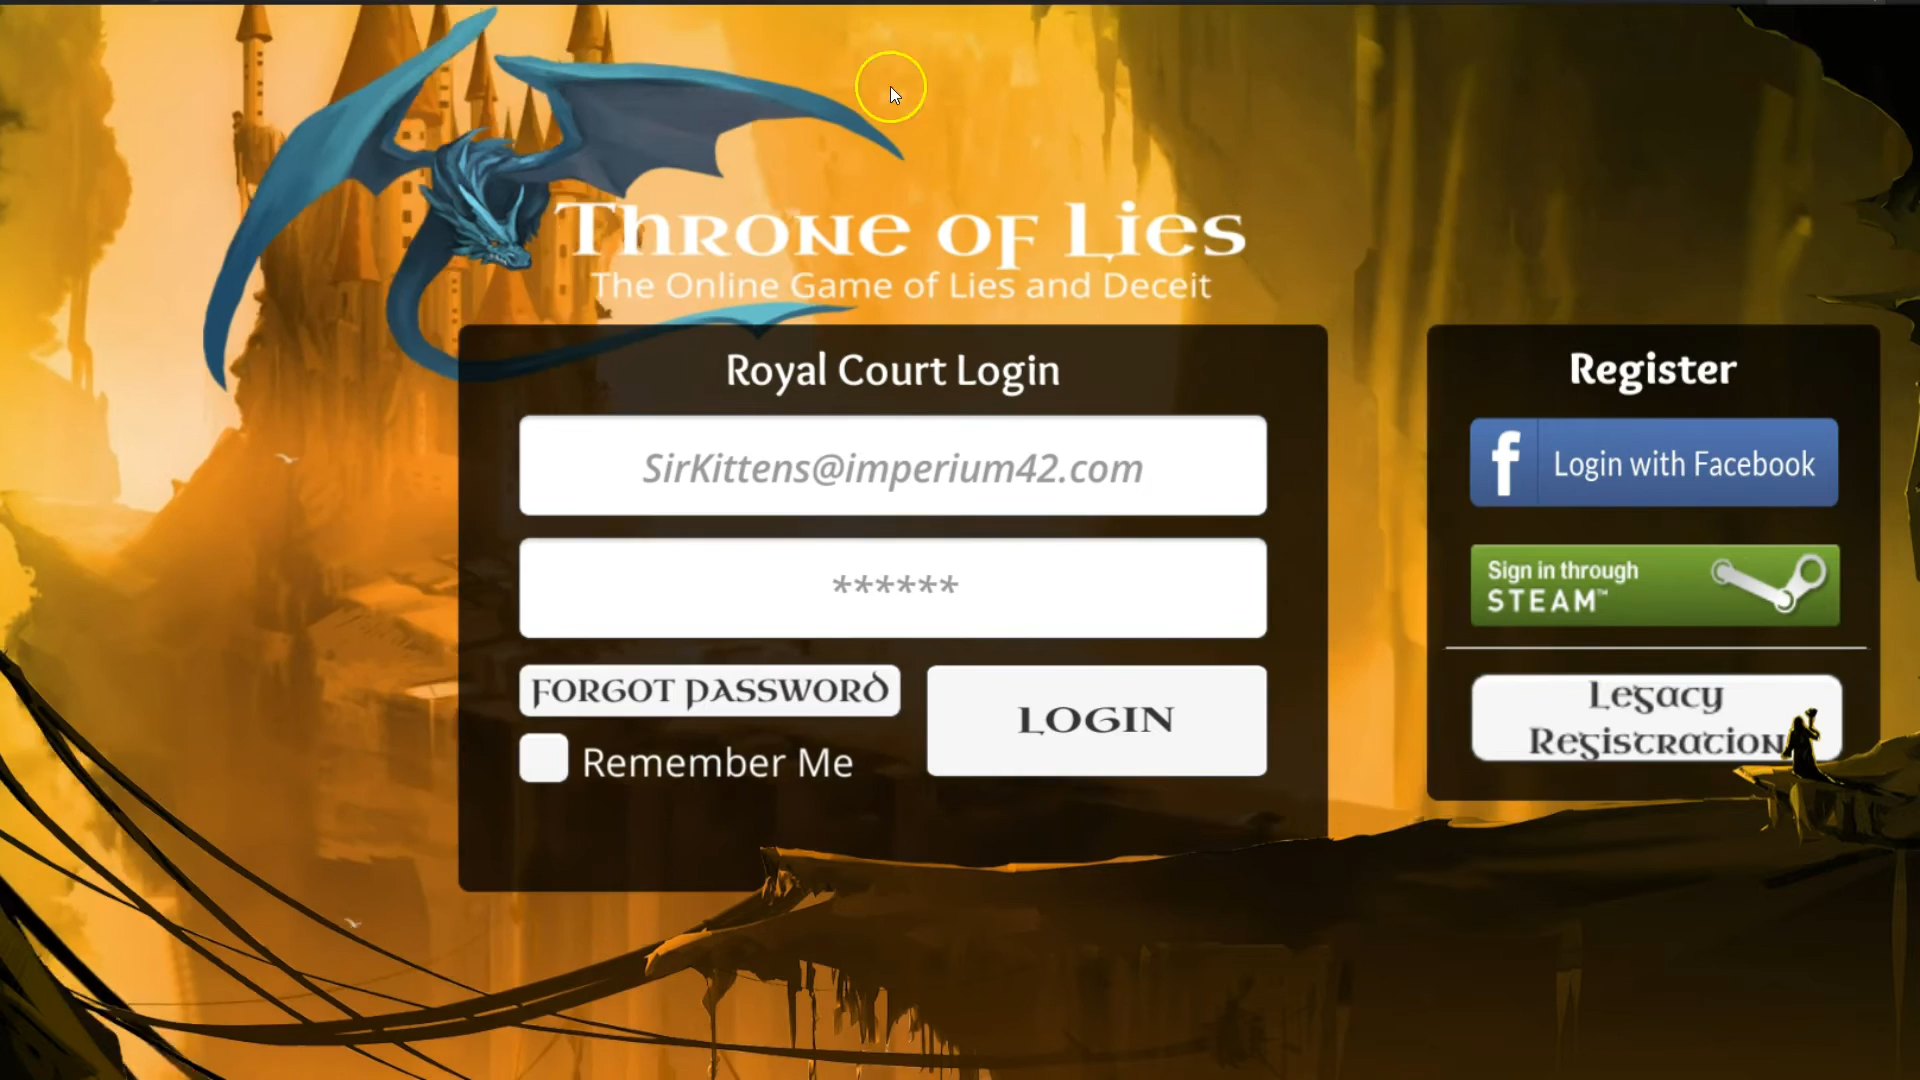 Throne of Lies
The Online Game of Lies and Deceit
Royal Court Login
SirKittens@imperium42.com
******
Forgot Password
Login
Remember Me
Register
f Login with Facebook
Sign in through
STEAM™
Legacy
Registration